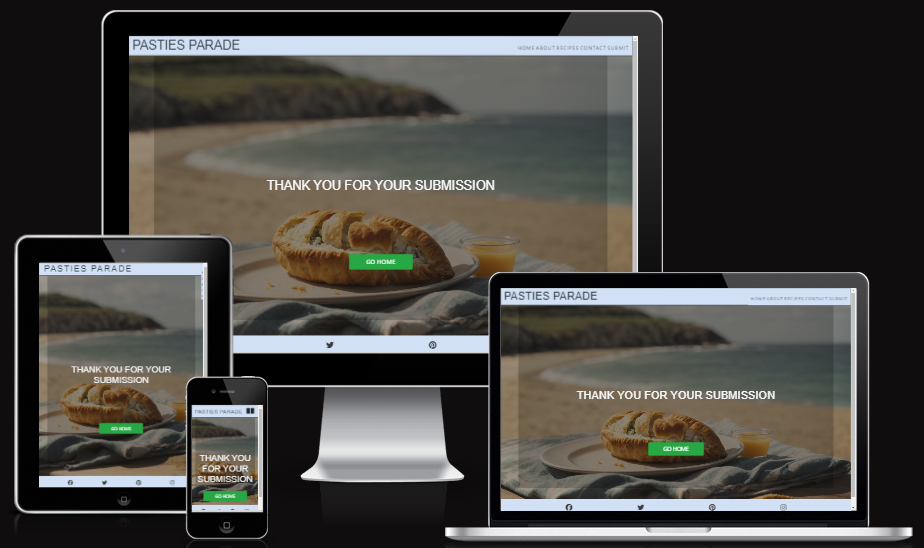 PASTIES PARADE
HOME ABOUT RECIPES CONTACT SUBMIT
THANK YOU FOR YOUR SUBMISSION
GO HOME
PASTIES PARADE
THANK YOU FOR YOUR
SUBMISSION
GO HOME
PASTIES PARADE
THANK YOU
FOR YOUR
SUBMISSION
GO HOME
PASTIES PARADE
HOME ABOUT RECIPES CONTACT SUBMIT
THANK YOU FOR YOUR SUBMISSION
GO HOME